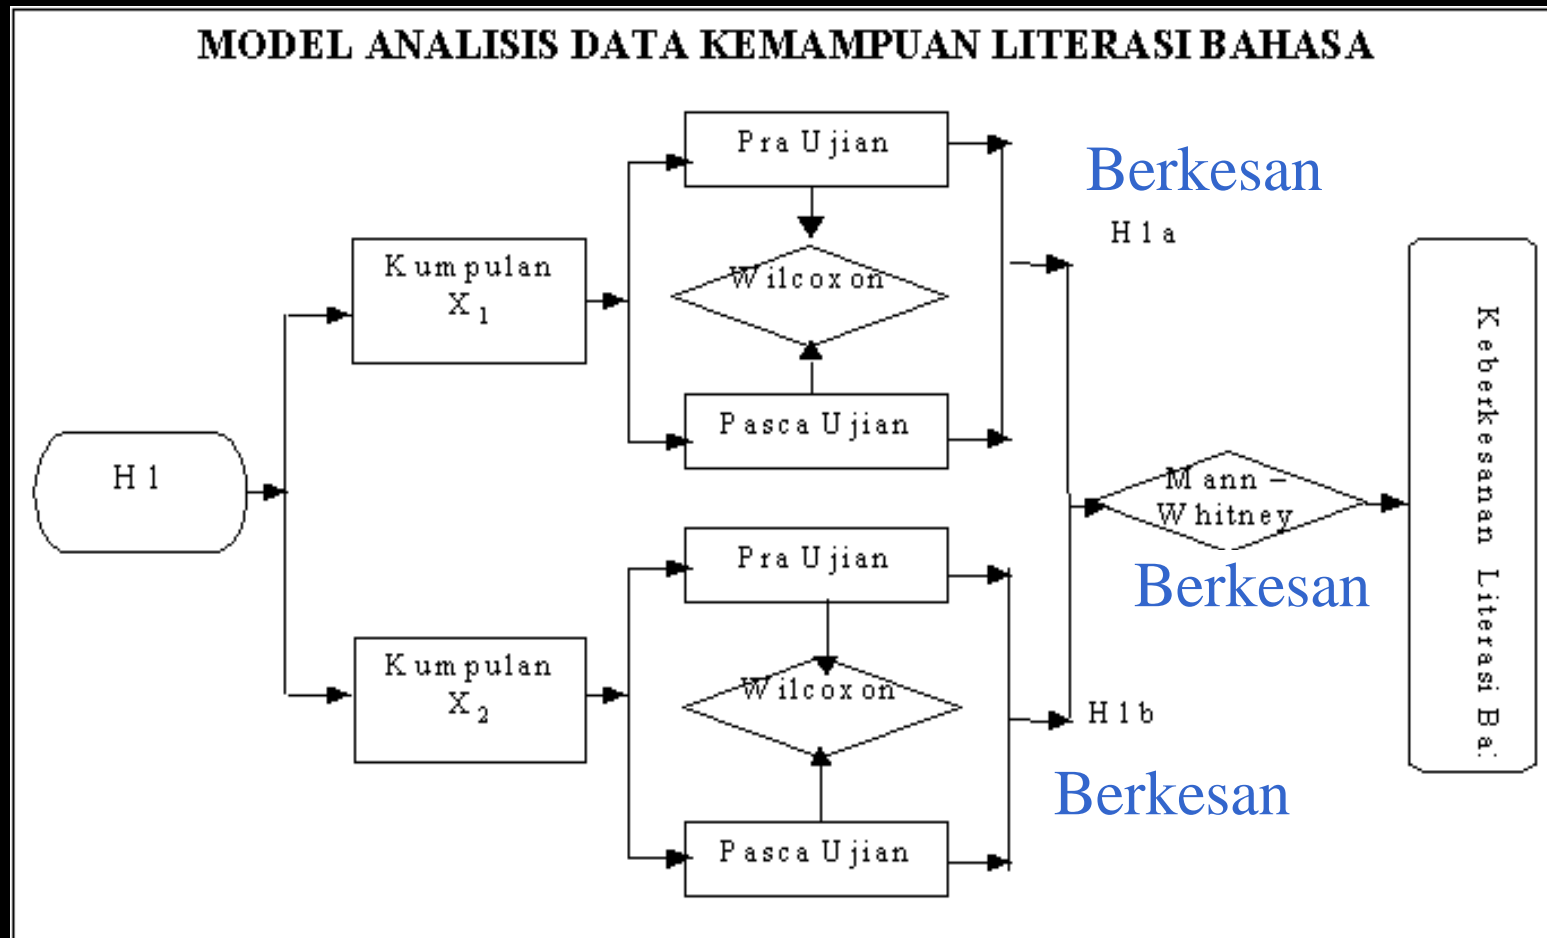 MODEL ANALISIS DATA KEMAMPUAN LITERASI BAHASA
Pra Ujian
Berkesan
H1a
Kumpulan
X1
Wilcoxon
Pasca Ujian
H1
Mann –
Whitney
Keberkesanan Literasi Ba
Berkesan
Pra Ujian
Kumpulan
X2
Wilcoxon
H1b
Berkesan
Pasca Ujian